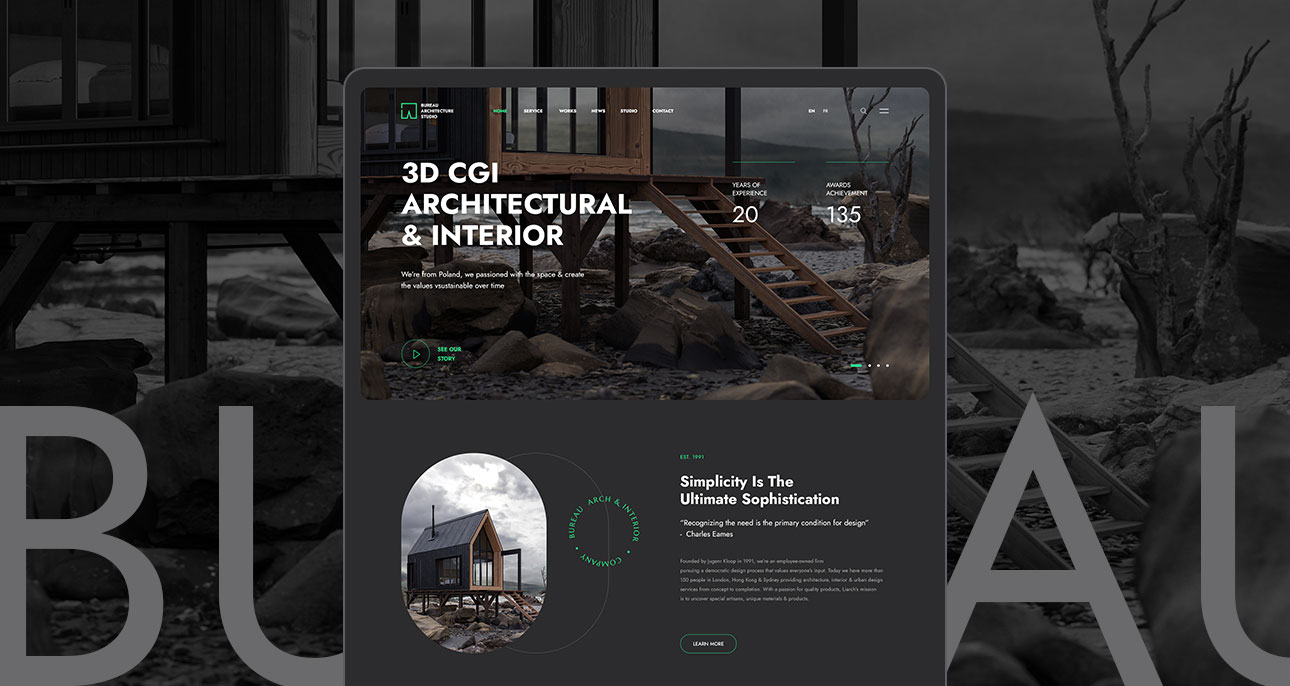 BUREAU
ARCHITECTURE
STUDIO
HOME SERVICE WORKS NEWS STUDIO CONTACT
EN FR
3D CGI
ARCHITECTURAL
& INTERIOR
YEARS OF
EXPERIENCE
20
AWARDS
ACHIEVEMENT
135
We're from Poland, we passioned with the space & create
the values vsustainable over time
SEE OUR
STORY
BU AU
BUREAU ARCH & INTERIOR • COMPANY •
EST. 1991
Simplicity Is The
Ultimate Sophistication
“Recognizing the need is the primary condition for design”
- Charles Eames
Founded by Jugenr Kloop in 1991, we're an employee-owned firm
pursuing a democratic design process that values everyone's input. Today we have more than
100 people in London, Hong Kong & Sydney providing architecture, interior & urban design
services from concept to completion. With a passion for quality products, Liarch's mission
is to uncover special artisans, unique materials & products.
LEARN MORE